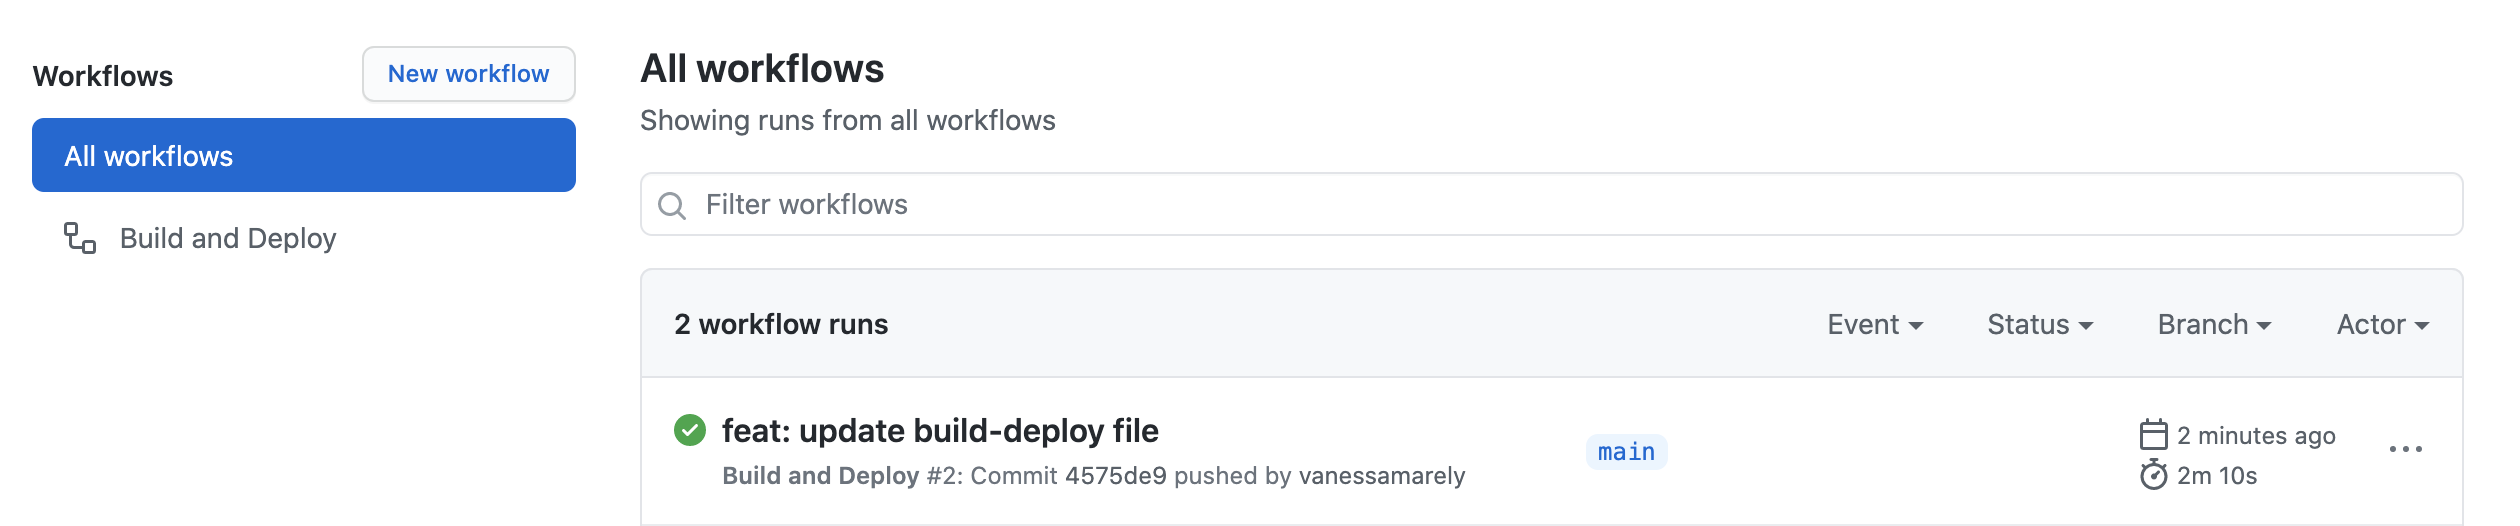 Workflows
New workflow
All workflows
Build and Deploy
All workflows
Showing runs from all workflows
Filter workflows
2 workflow runs
Event
Status
Branch
Actor
feat: update build-deploy file
Build and Deploy #2: Commit 4575de9 pushed by vanessamarely
main
2 minutes ago
2m 10s